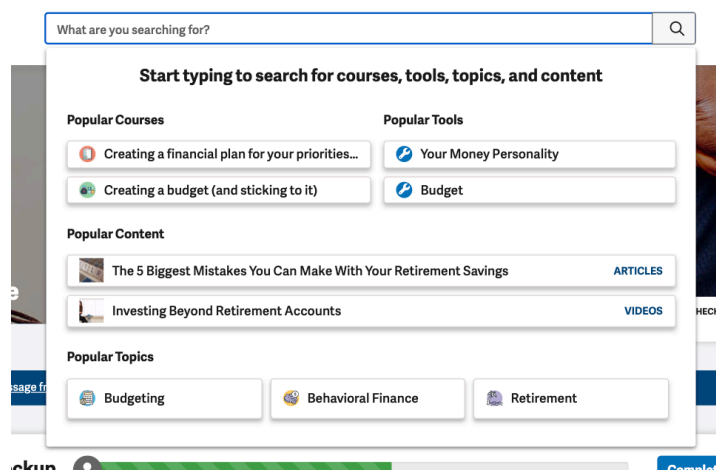 What are you searching for?
Start typing to search for courses, tools, topics, and content
Popular Courses
Popular Tools
Creating a financial plan for your priorities...
Your Money Personality
Creating a budget (and sticking to it)
Budget
Popular Content
The 5 Biggest Mistakes You Can Make With Your Retirement Savings
ARTICLES
Investing Beyond Retirement Accounts
VIDEOS
Popular Topics
Budgeting
Behavioral Finance
Retirement